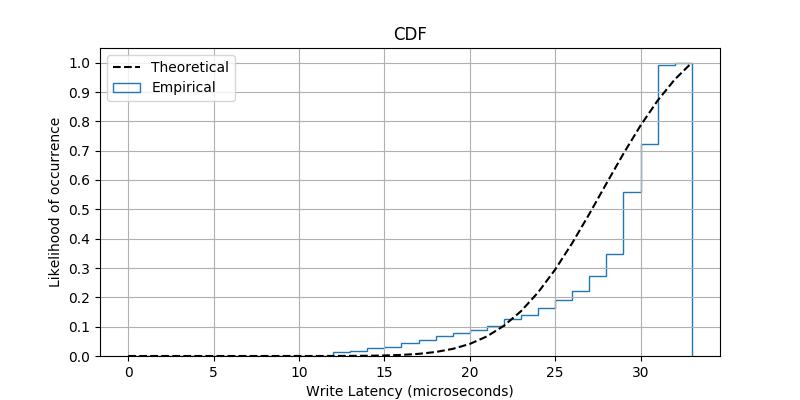 CDF
Theoretical
Empirical
Likelihood of occurrence
1.0
0.9
0.8
0.7
0.6
0.5
0.4
0.3
0.2
0.1
0.0
0 5 10 15 20 25 30
Write Latency (microseconds)